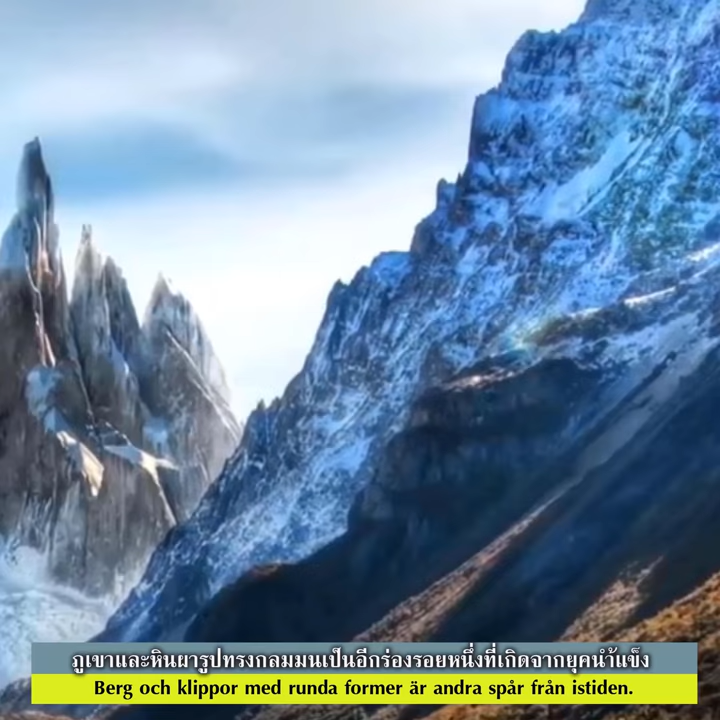 ภูเขาและหินผารูปทรงกลมมนเป็นอีกร่องรอยหนึ่งที่เกิดจากยุคน้ำแข็ง
Berg och klippor med runda former är andra spår från istiden.